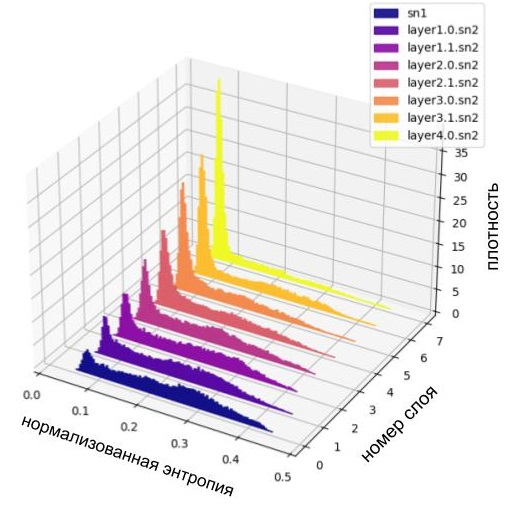 sn1
layer1.0.sn2
layer1.1.sn2
layer2.0.sn2
layer2.1.sn2
layer3.0.sn2
layer3.1.sn2
layer4.0.sn2
35
30
25
20
15
10
5
0
плотность
7
6
5
4
3
2
1
0
номер слоя
0.0
0.1
0.2
0.3
0.4
0.5
нормализованная энтропия